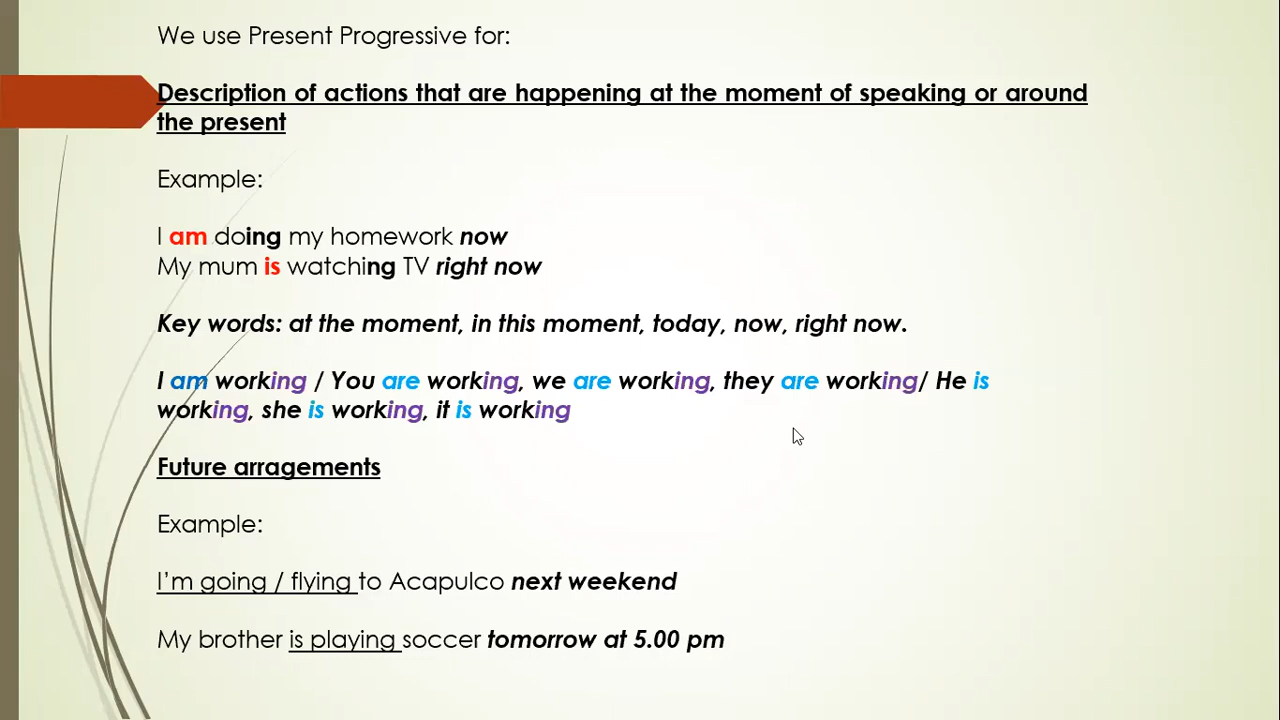 We use Present Progressive for:
Description of actions that are happening at the moment of speaking or around
the present
Example:
I am doing my homework now
My mum is watching TV right now
Key words: at the moment, in this moment, today, now, right now.
I am working / You are working, we are working, they are working/ He is
working, she is working, it is working
Future arragements
Example:
I'm going / flying to Acapulco next weekend
My brother is playing soccer tomorrow at 5.00 pm